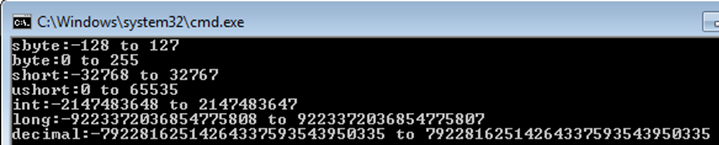 C:\Windows\system32\cmd.exe
sbyte:-128 to 127
byte:0 to 255
short:-32768 to 32767
ushort:0 to 65535
int:-2147483648 to 2147483647
long:-9223372036854775808 to 9223372036854775807
decimal:-79228162514264337593543950335 to 79228162514264337593543950335